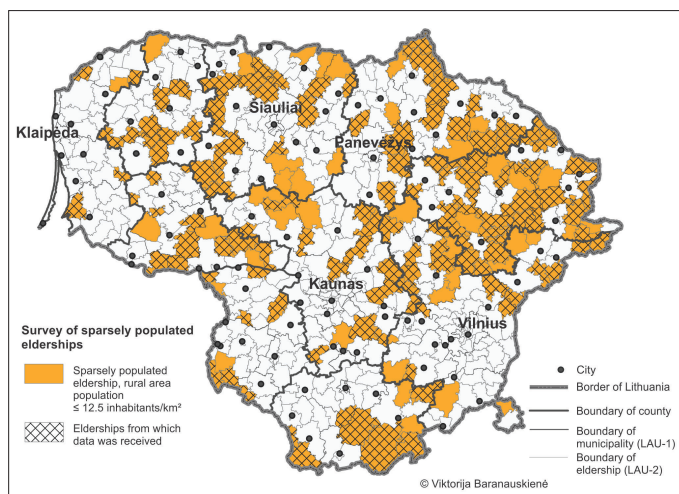 Šiauliai
Klaipėda
Panevėžys
Kaunas
Vilnius
Survey of sparsely populated
elderships
Sparsely populated
eldership, rural area
population
≤ 12.5 inhabitants/km²
Elderships from which
data was received
City
Border of Lithuania
Boundary of county
Boundary of
municipality (LAU-1)
Boundary of
eldership (LAU-2)
© Viktorija Baranauskienė